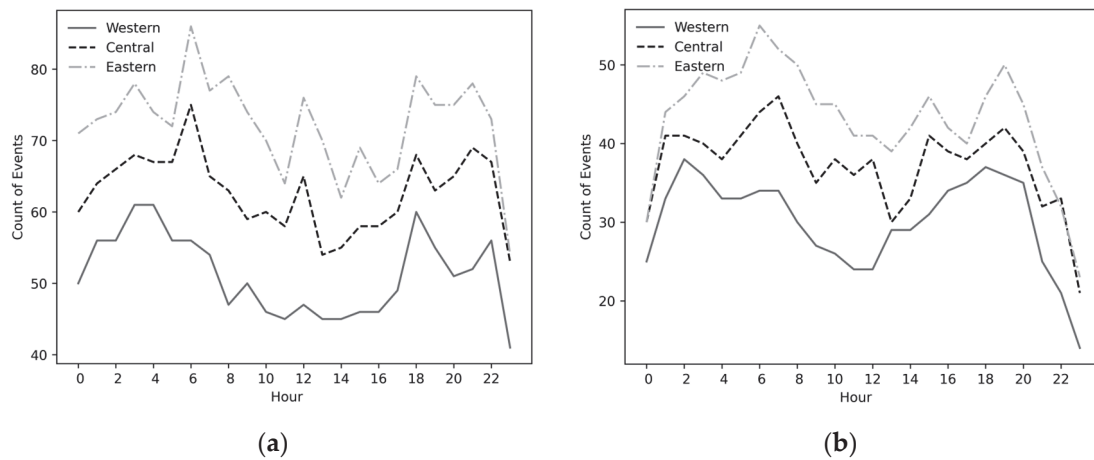 Western
Central
Eastern
80
70
60
50
40
Count of Events
0 2 4 6 8 10 12 14 16 18 20 22
Hour
(a)
Western
Central
Eastern
50
40
30
20
Count of Events
0 2 4 6 8 10 12 14 16 18 20 22
Hour
(b)